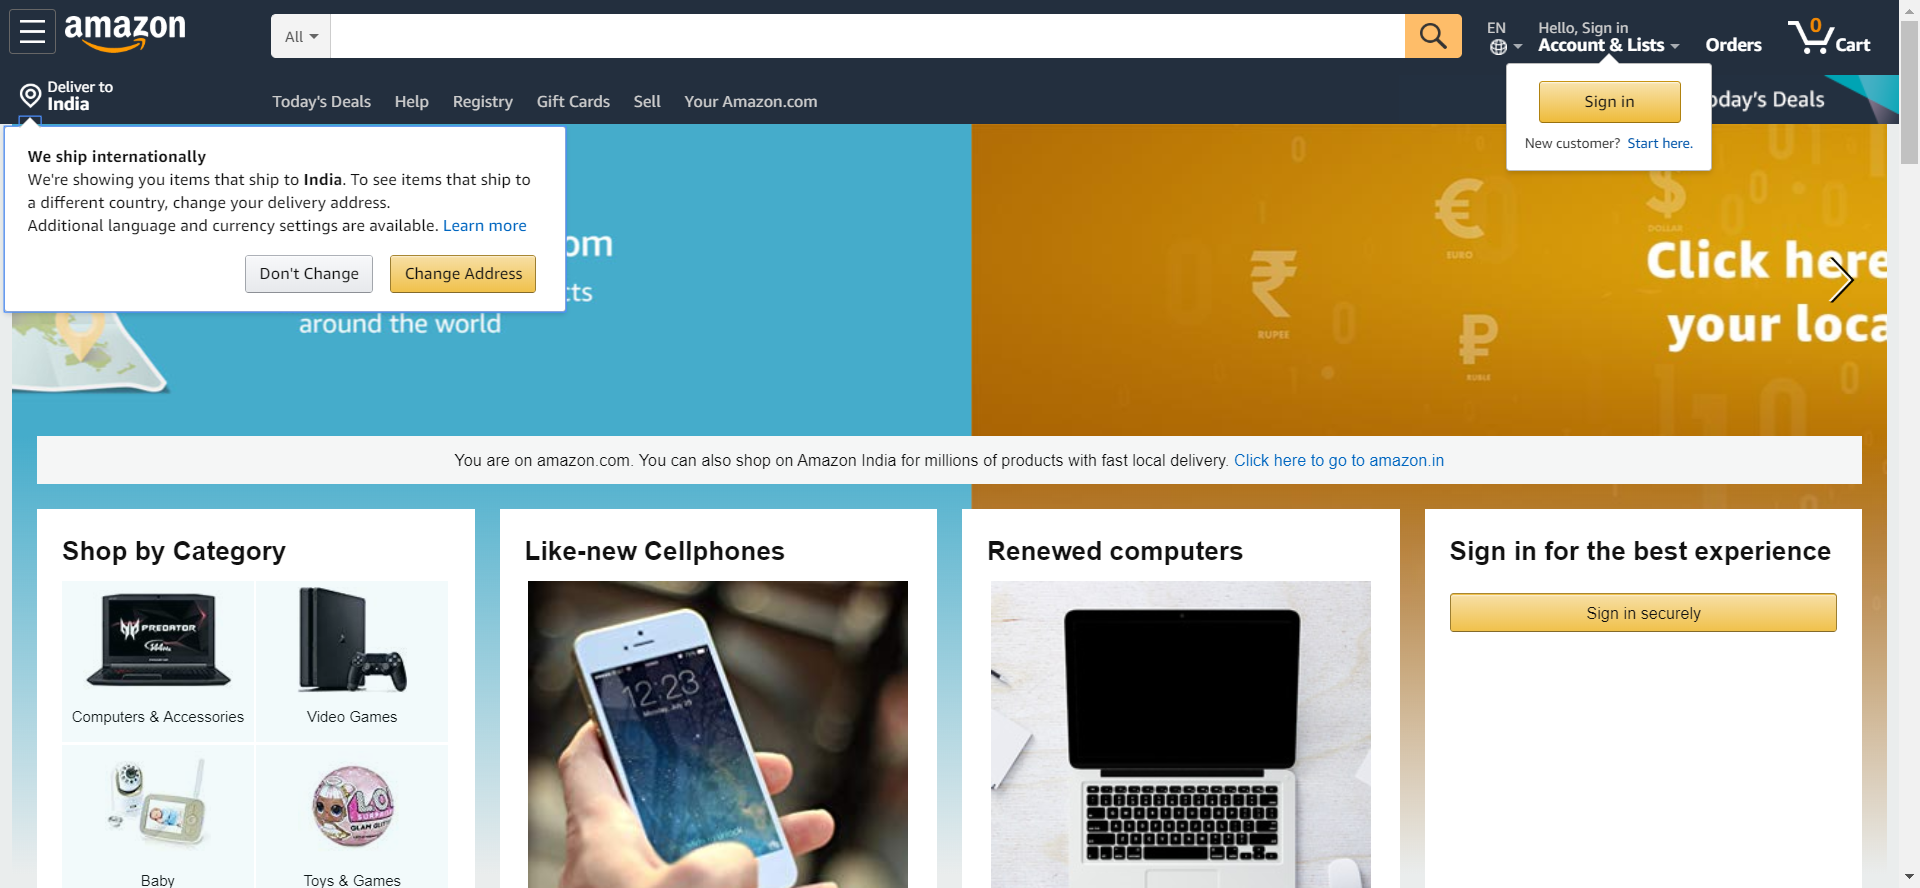 amazon
All
EN
Hello, Sign in
Account & Lists
Orders
0
Cart
Deliver to
India
Today's Deals
Help
Registry
Gift Cards
Sell
Your Amazon.com
Sign in
New customer? Start here.
oday's Deals
We ship internationally
We're showing you items that ship to India. To see items that ship to
a different country, change your delivery address.
Additional language and currency settings are available. Learn more
Don't Change
Change Address
om
cts
around the world
RUPEE
EURO
DOLLAR
RUBLE
Click here
your loca
You are on amazon.com. You can also shop on Amazon India for millions of products with fast local delivery. Click here to go to amazon.in
Shop by Category
PREDATOR
Computers & Accessories
Video Games
Baby
L.O.L.
SURPRISE
GLAM GLITTER
Toys & Games
Like-new Cellphones
12:23
Monday, July 25
Renewed computers
Sign in for the best experience
Sign in securely